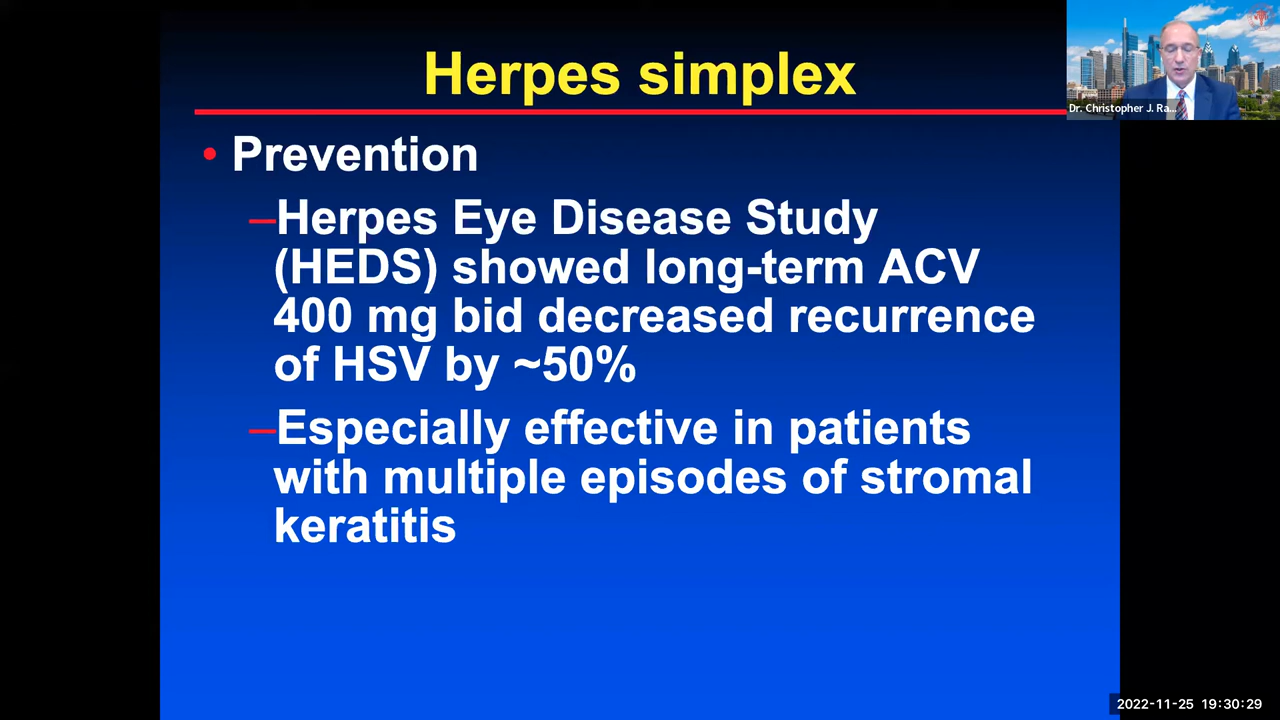 Herpes simplex
Dr. Christopher J. Ra...
• Prevention
–Herpes Eye Disease Study
(HEDS) showed long-term ACV
400 mg bid decreased recurrence
of HSV by ~50%
–Especially effective in patients
with multiple episodes of stromal
keratitis
2022-11-25 19:30:29